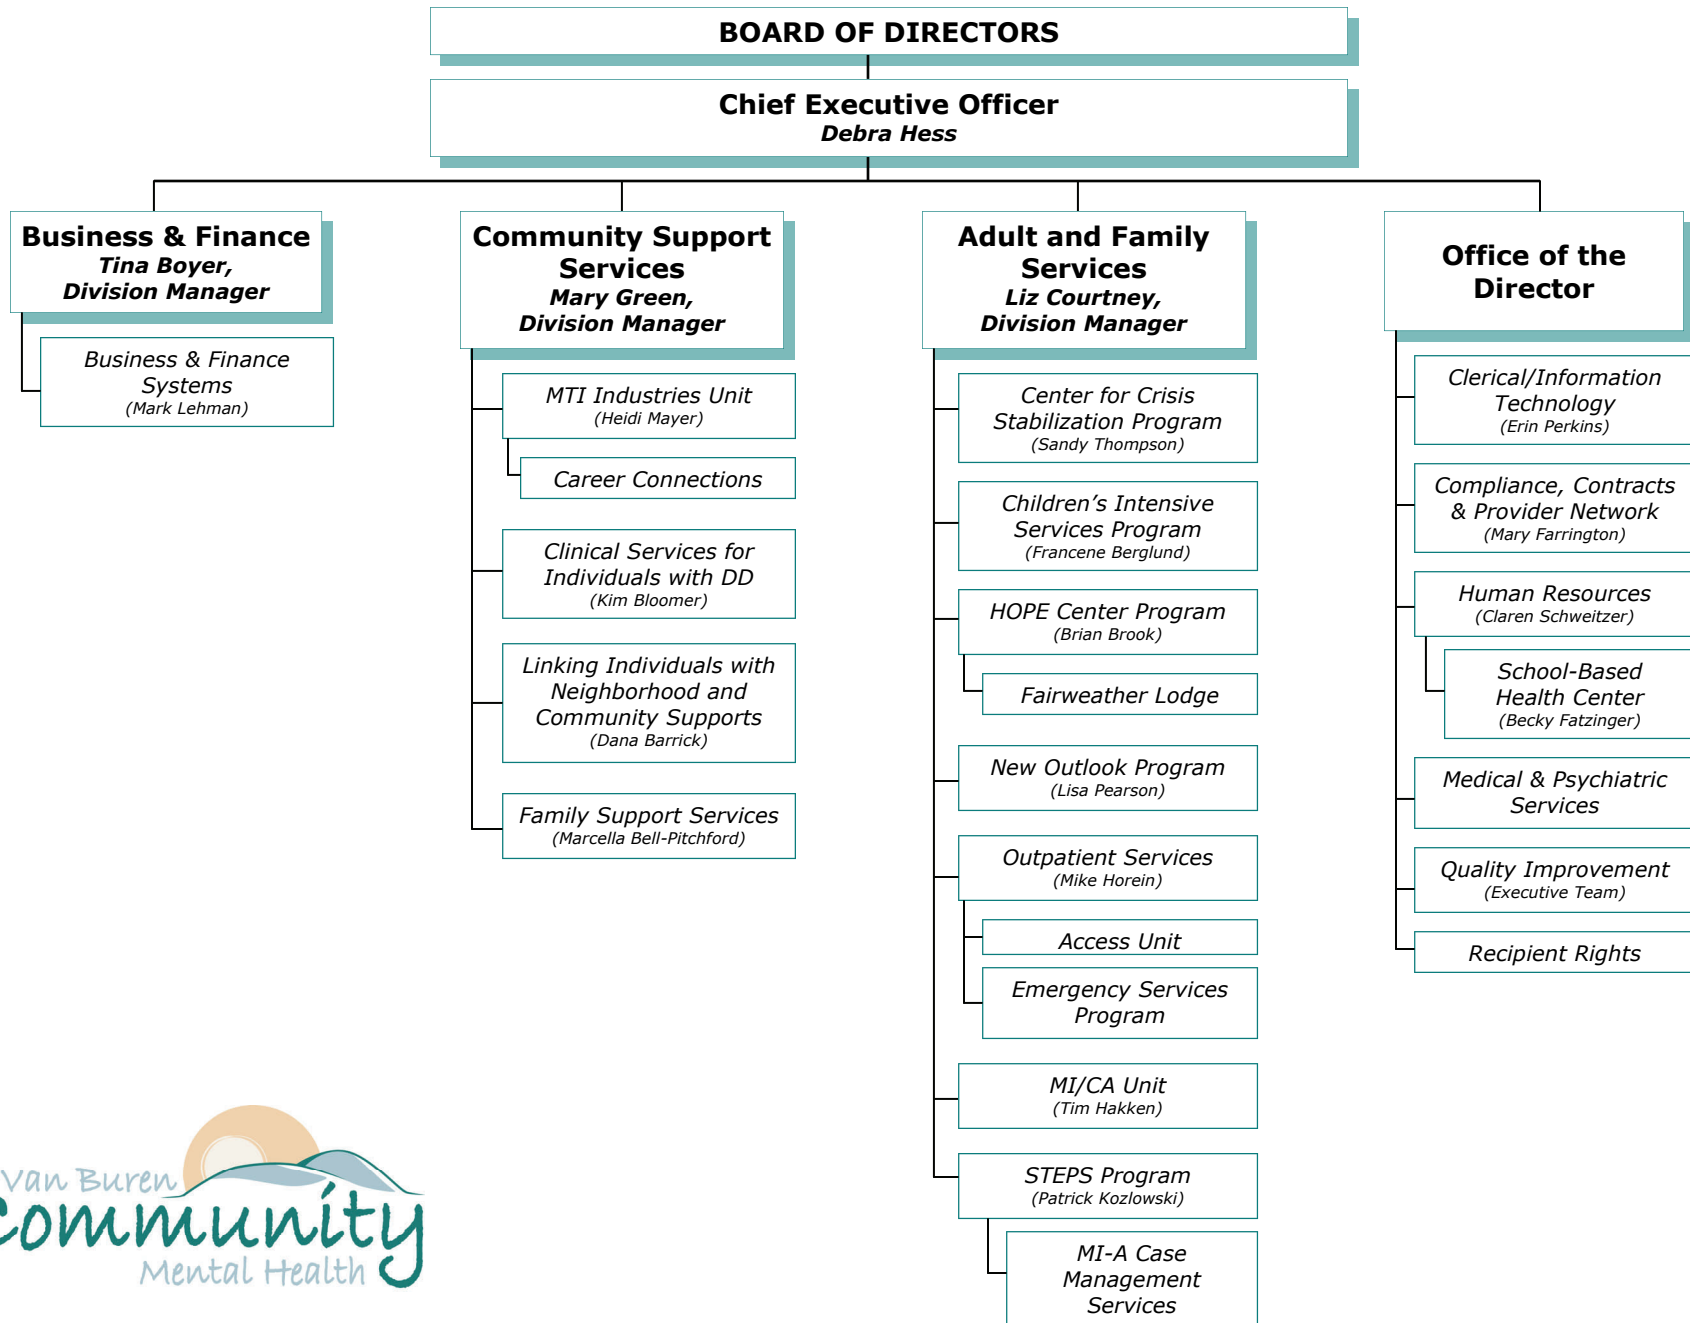 BOARD OF DIRECTORS
Chief Executive Officer
Debra Hess
Business & Finance
Tina Boyer,
Division Manager
Business & Finance
Systems
(Mark Lehman)
Community Support
Services
Mary Green,
Division Manager
MTI Industries Unit
(Heidi Mayer)
Career Connections
Clinical Services for
Individuals with DD
(Kim Bloomer)
Linking Individuals with
Neighborhood and
Community Supports
(Dana Barrick)
Family Support Services
(Marcella Bell-Pitchford)
Adult and Family
Services
Liz Courtney,
Division Manager
Center for Crisis
Stabilization Program
(Sandy Thompson)
Children’s Intensive
Services Program
(Francene Berglund)
HOPE Center Program
(Brian Brook)
Fairweather Lodge
New Outlook Program
(Lisa Pearson)
Outpatient Services
(Mike Horein)
Access Unit
Emergency Services
Program
MI/CA Unit
(Tim Hakken)
STEPS Program
(Patrick Kozlowski)
MI-A Case
Management
Services
Office of the
Director
Clerical/Information
Technology
(Erin Perkins)
Compliance, Contracts
& Provider Network
(Mary Farrington)
Human Resources
(Claren Schweitzer)
School-Based
Health Center
(Becky Fatzinger)
Medical & Psychiatric
Services
Quality Improvement
(Executive Team)
Recipient Rights
Van Buren
Community
Mental Health